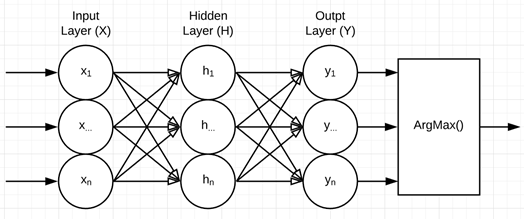 Input Hidden Outpt
Layer (X) Layer (H) Layer (Y)
x1 h1 y1
x... h... y... ArgMax()
xn hn yn